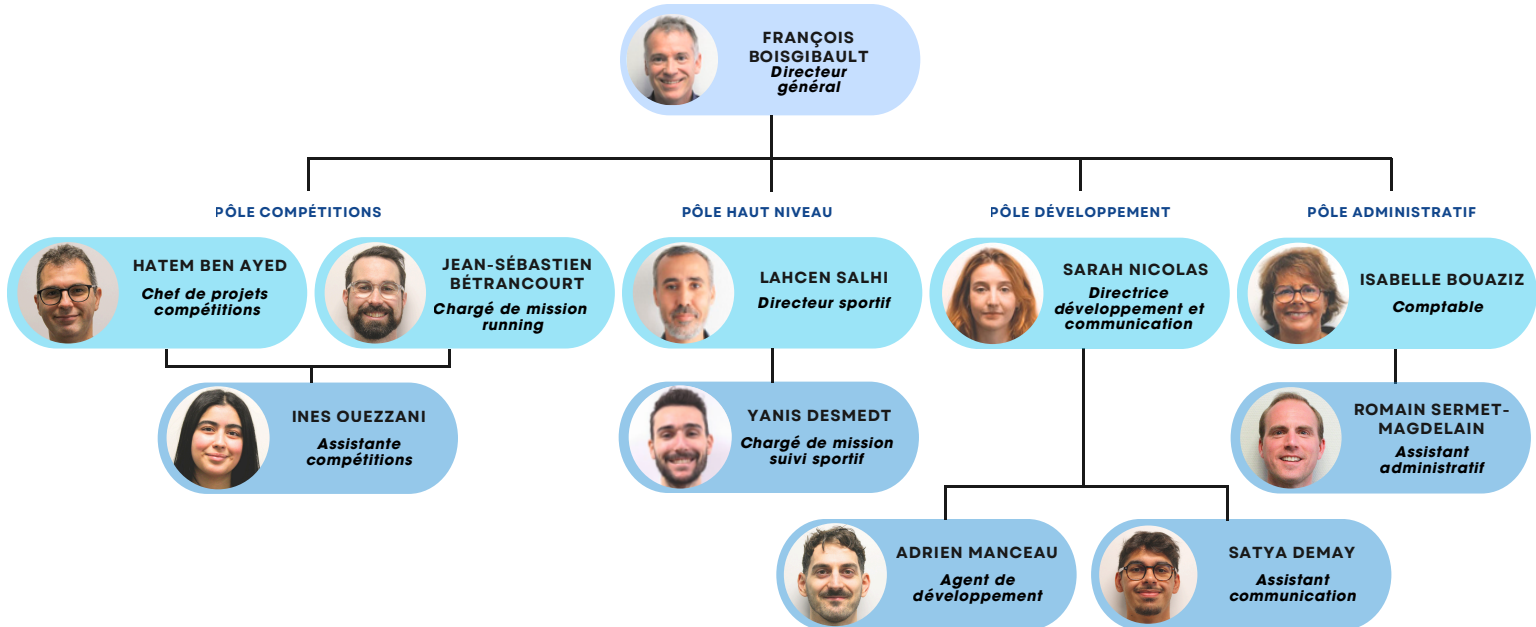 FRANÇOIS
BOISGIBAULT
Directeur
général
PÔLE COMPÉTITIONS
PÔLE HAUT NIVEAU
PÔLE DÉVELOPPEMENT
PÔLE ADMINISTRATIF
HATEM BEN AYED
Chef de projets
compétitions
JEAN-SÉBASTIEN
BÉTRANCOURT
Chargé de mission
running
LAHCEN SALHI
Directeur sportif
SARAH NICOLAS
Directrice
développement et
communication
ISABELLE BOUAZIZ
Comptable
INES OUEZZANI
Assistante
compétitions
YANIS DESMEDT
Chargé de mission
suivi sportif
ROMAIN SERMET-
MAGDELAIN
Assistant
administratif
ADRIEN MANCEAU
Agent de
développement
SATYA DEMAY
Assistant
communication